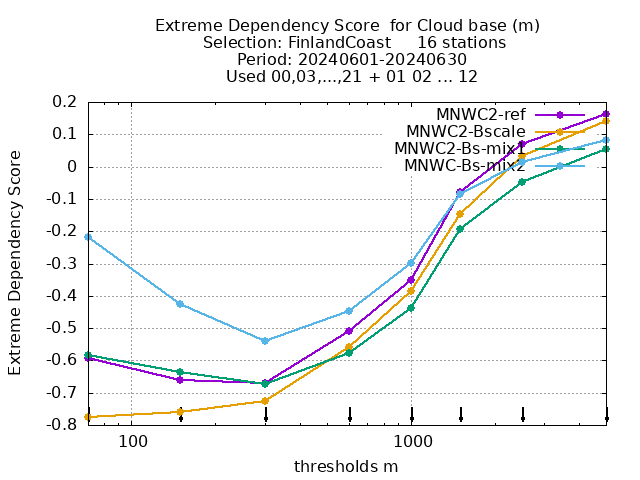 Extreme Dependency Score  for Cloud base (m)
Selection: FinlandCoast     16 stations
Period: 20240601-20240630
Used 00,03,...,21 + 01 02 ... 12
MNWC2-ref
MNWC2-Bscale
MNWC2-Bs-mix1
MNWC-Bs-mix2
Extreme Dependency Score
0.2
0.1
0
-0.1
-0.2
-0.3
-0.4
-0.5
-0.6
-0.7
-0.8
100
1000
thresholds m